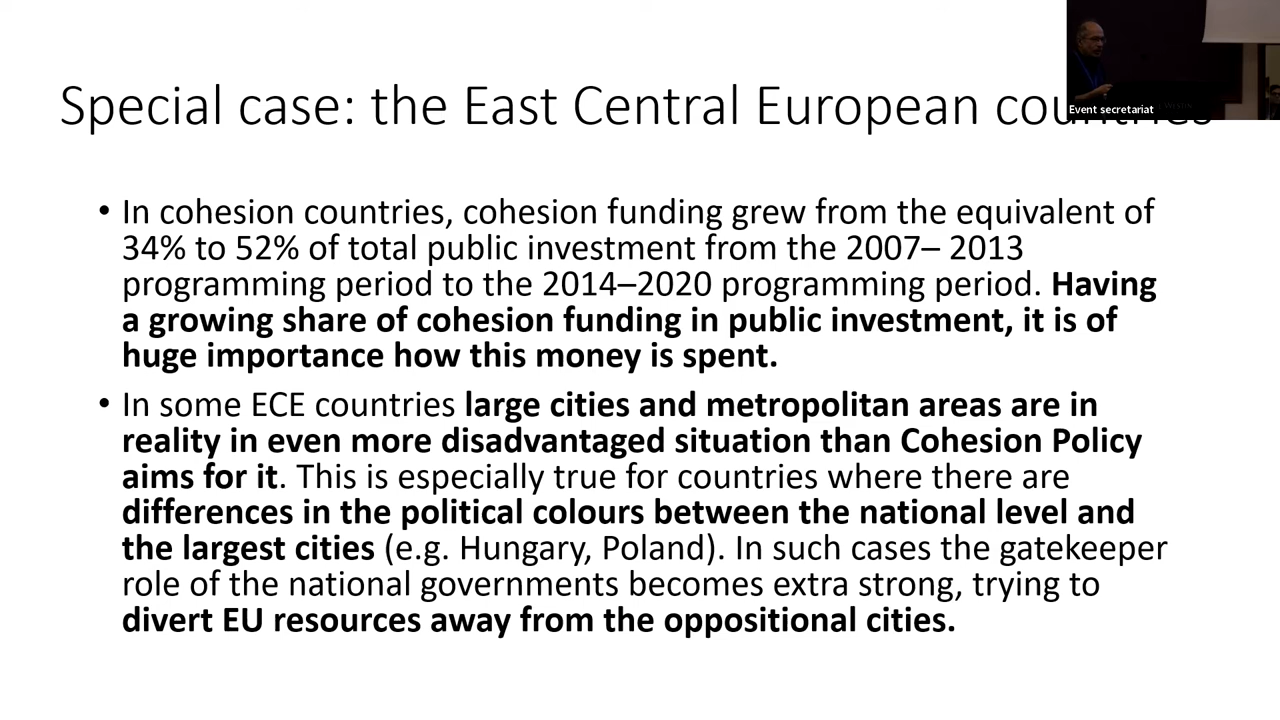 Special case: the East Central European countries
Event secretariat
• In cohesion countries, cohesion funding grew from the equivalent of
34% to 52% of total public investment from the 2007– 2013
programming period to the 2014–2020 programming period. Having
a growing share of cohesion funding in public investment, it is of
huge importance how this money is spent.
• In some ECE countries large cities and metropolitan areas are in
reality in even more disadvantaged situation than Cohesion Policy
aims for it. This is especially true for countries where there are
differences in the political colours between the national level and
the largest cities (e.g. Hungary, Poland). In such cases the gatekeeper
role of the national governments becomes extra strong, trying to
divert EU resources away from the oppositional cities.